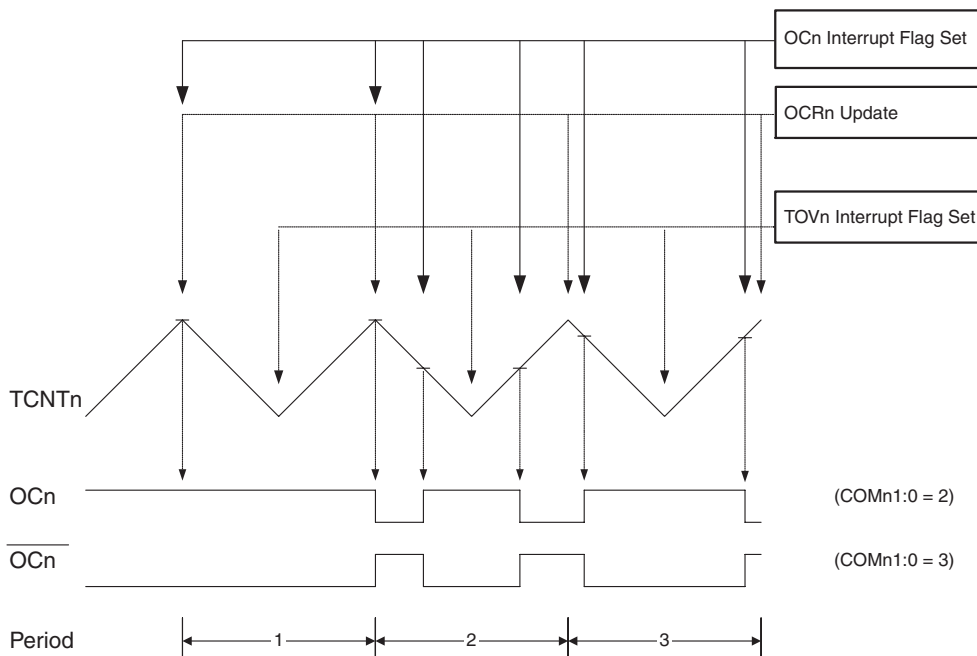 OCn Interrupt Flag Set
OCRn Update
TOVn Interrupt Flag Set
TCNTn
OCn
(COMn1:0 = 2)
OCn
(COMn1:0 = 3)
Period
1
2
3